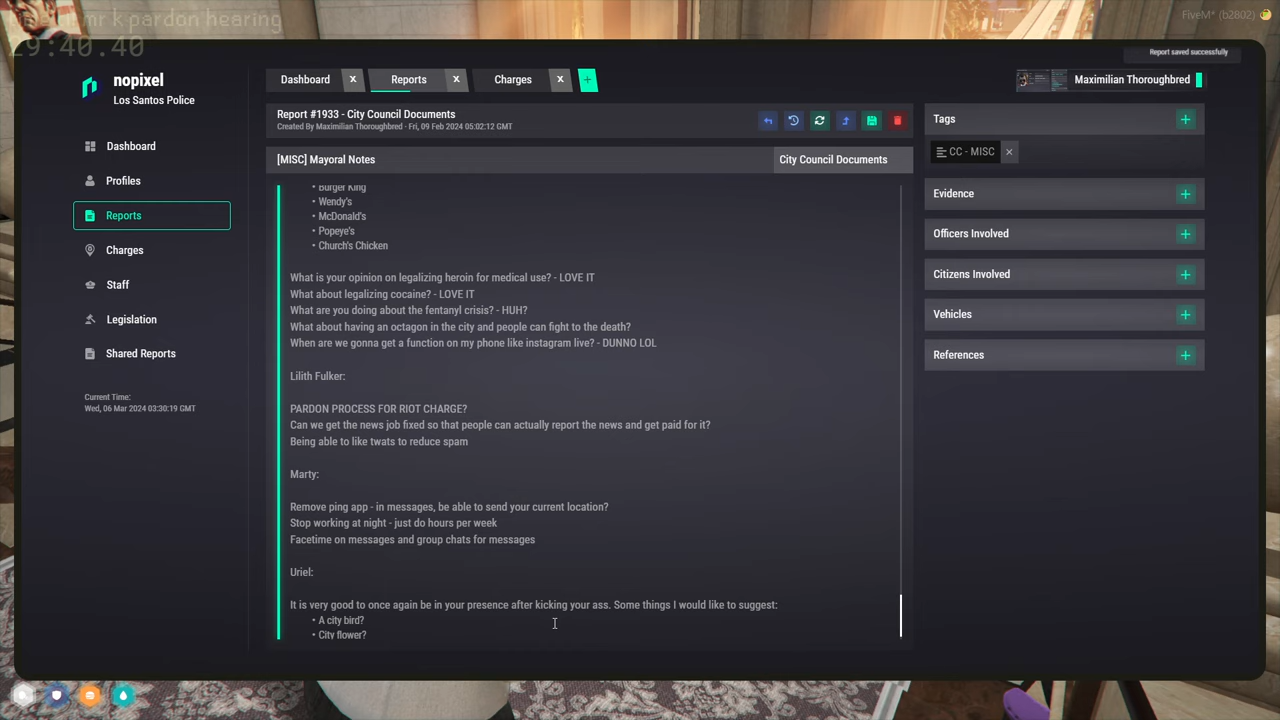 mr k pardon hearing
9:40.40
FiveM* (b2802)
Report saved successfully
nopixel
Los Santos Police
Dashboard
Reports
Charges
Maximilian Thoroughbred
Dashboard
Profiles
Reports
Charges
Staff
Legislation
Shared Reports
Current Time:
Wed, 06 Mar 2024 03:30:19 GMT
Report #1933 - City Council Documents
Created By Maximilian Thoroughbred · Fri, 09 Feb 2024 05:02:12 GMT
[MISC] Mayoral Notes
City Council Documents
• Burger King
• Wendy's
• McDonald's
• Popeye's
• Church's Chicken
What is your opinion on legalizing heroin for medical use? - LOVE IT
What about legalizing cocaine? - LOVE IT
What are you doing about the fentanyl crisis? - HUH?
What about having an octagon in the city and people can fight to the death?
When are we gonna get a function on my phone like instagram live? - DUNNO LOL
Lilith Fulker:
PARDON PROCESS FOR RIOT CHARGE?
Can we get the news job fixed so that people can actually report the news and get paid for it?
Being able to like twats to reduce spam
Marty:
Remove ping app - in messages, be able to send your current location?
Stop working at night - just do hours per week
Facetime on messages and group chats for messages
Uriel:
It is very good to once again be in your presence after kicking your ass. Some things I would like to suggest:
• A city bird?
• City flower?
Tags
CC - MISC
Evidence
Officers Involved
Citizens Involved
Vehicles
References